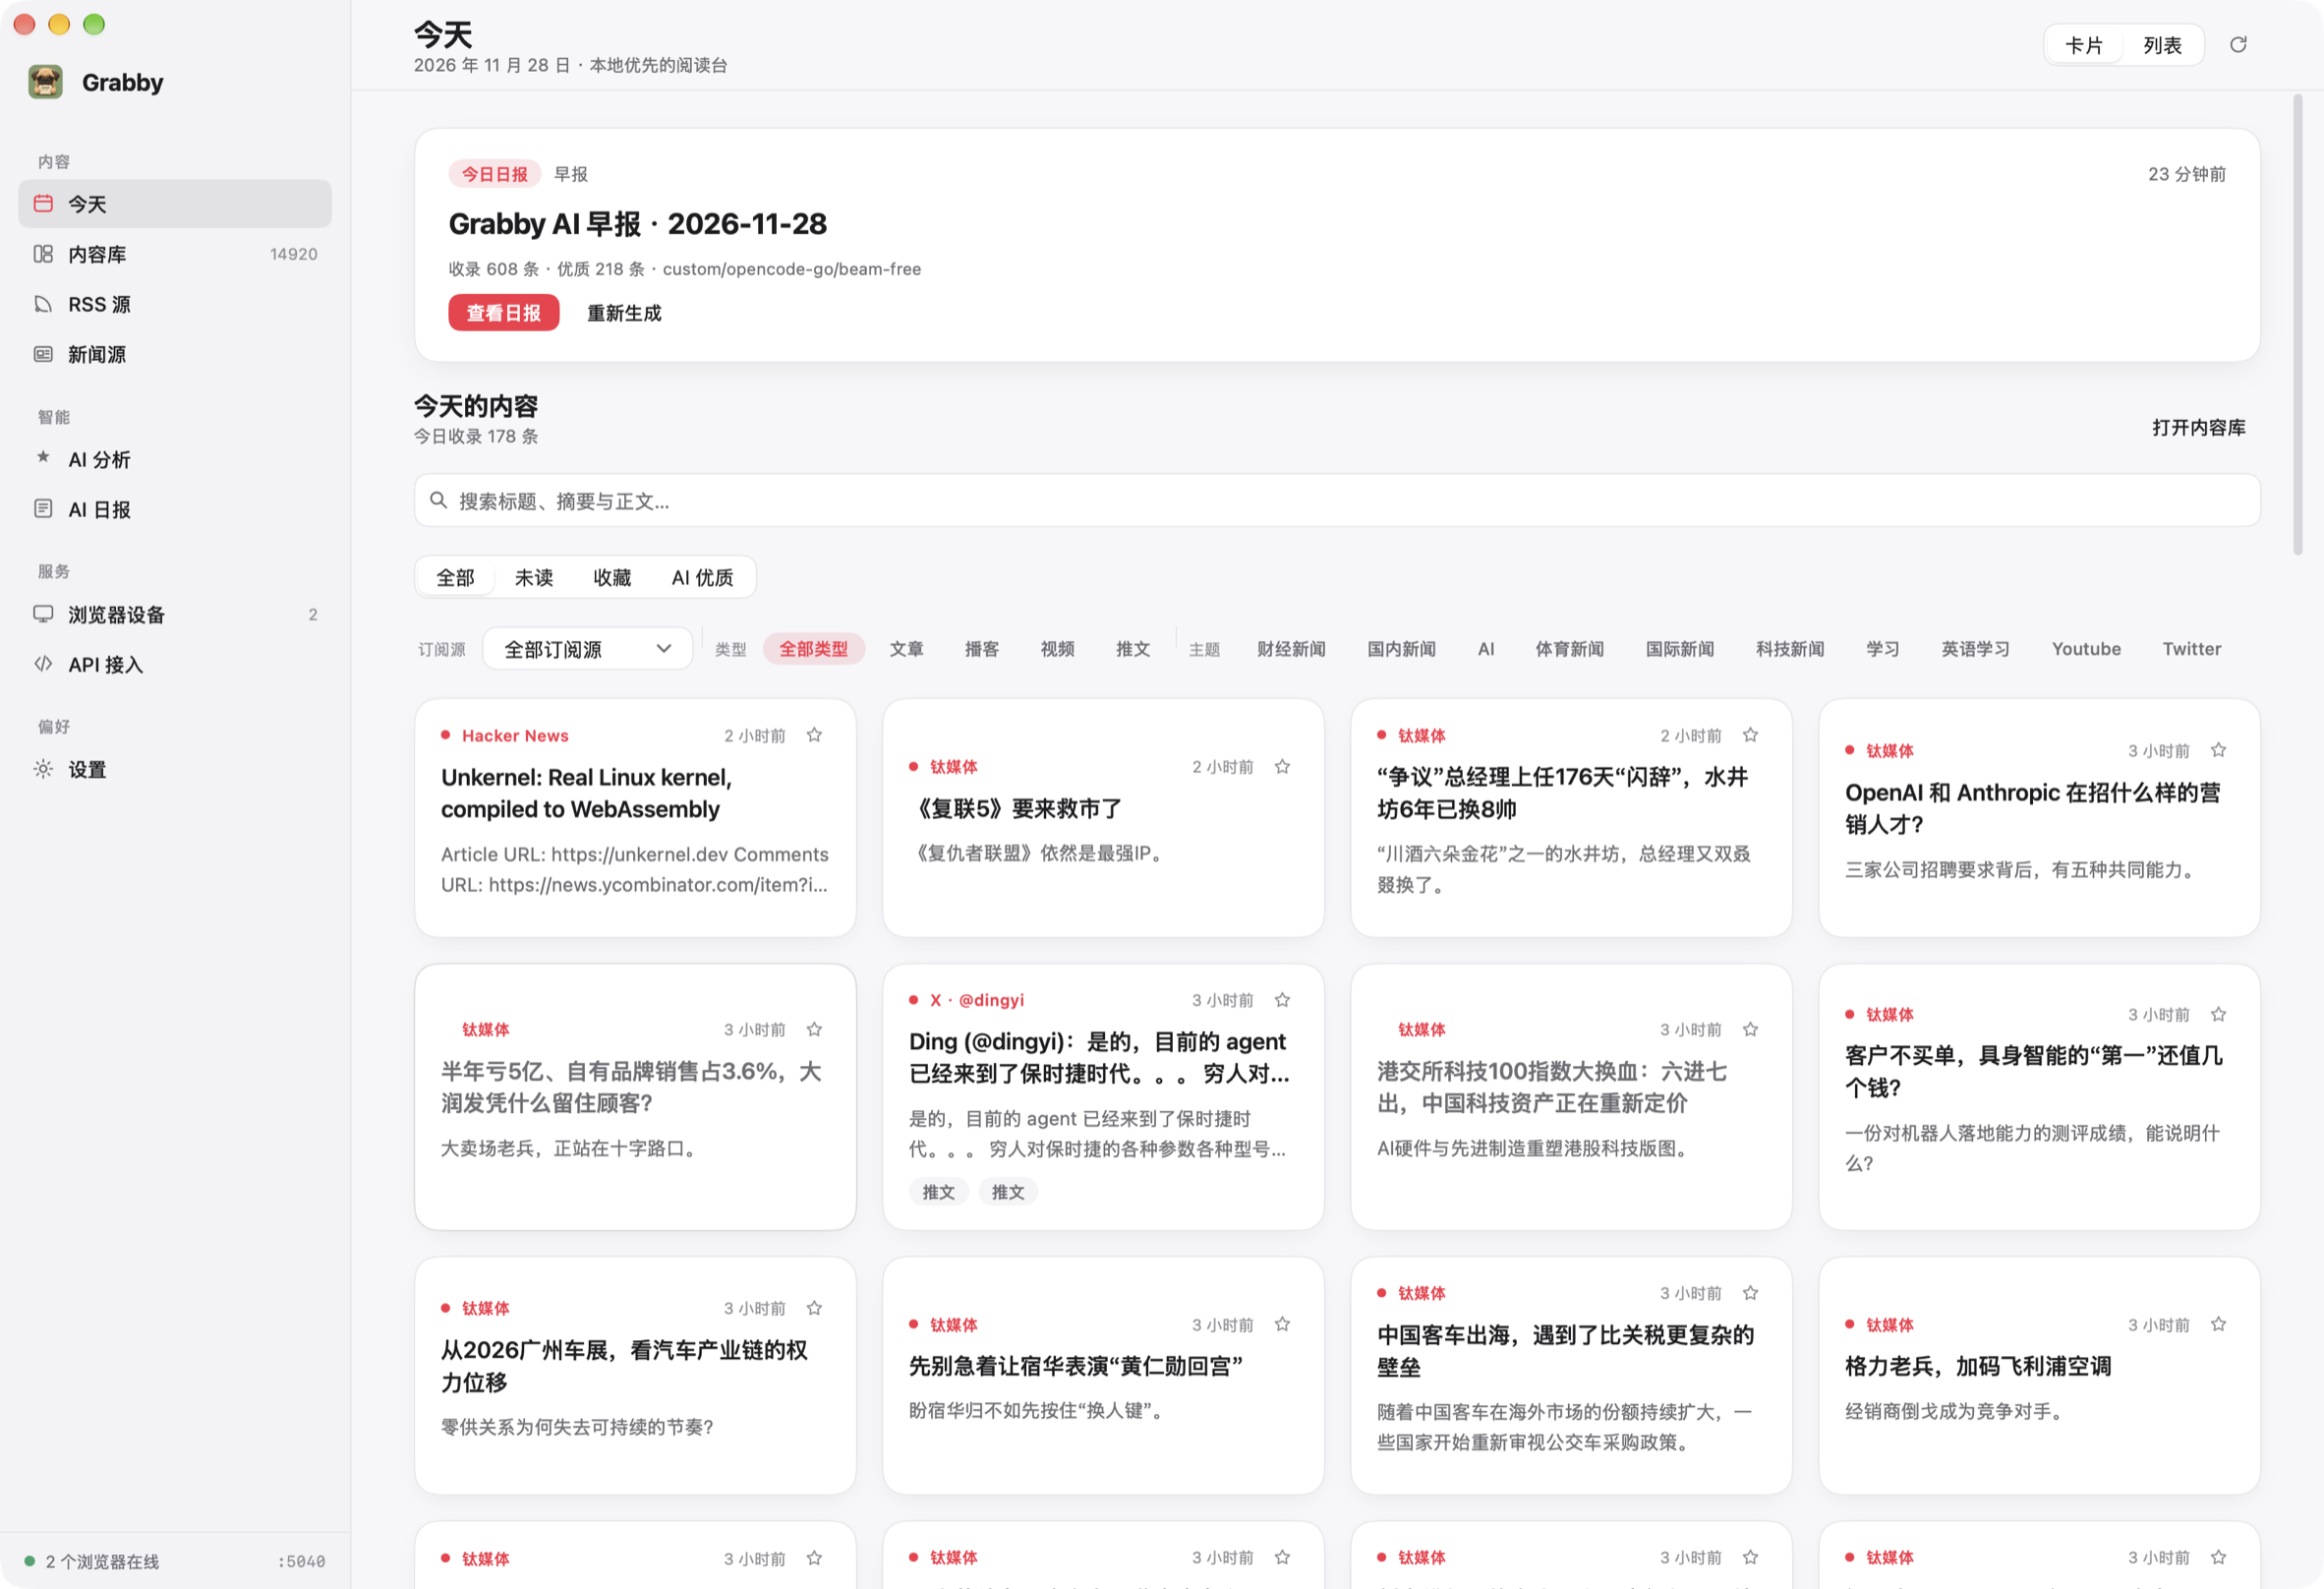 Grabby
内容
今天
内容库 14920
RSS 源
新闻源
智能
AI 分析
AI 日报
服务
浏览器设备 2
API 接入
偏好
设置
2 个浏览器在线 :5040
今天
2026 年 11 月 28 日 · 本地优先的阅读台
卡片 列表
今日日报 早报 23 分钟前
Grabby AI 早报 · 2026-11-28
收录 608 条 · 优质 218 条 · custom/opencode-go/beam-free
查看日报 重新生成
今天的内容
今日收录 178 条
打开内容库
搜索标题、摘要与正文...
全部 未读 收藏 AI 优质
订阅源 全部订阅源 类型 全部类型 文章 播客 视频 推文 主题 财经新闻 国内新闻 AI 体育新闻 国际新闻 科技新闻 学习 英语学习 Youtube Twitter
Hacker News 2 小时前
Unkernel: Real Linux kernel,
compiled to WebAssembly
Article URL: https://unkernel.dev Comments
URL: https://news.ycombinator.com/item?i...
钛媒体 2 小时前
《复联5》要来救市了
《复仇者联盟》依然是最强IP。
钛媒体 2 小时前
“争议”总经理上任176天“闪辞”，水井
坊6年已换8帅
“川酒六朵金花”之一的水井坊，总经理又双叒
叕换了。
钛媒体 3 小时前
OpenAI 和 Anthropic 在招什么样的营
销人才？
三家公司招聘要求背后，有五种共同能力。
钛媒体 3 小时前
半年亏5亿、自有品牌销售占3.6%，大
润发凭什么留住顾客？
大卖场老兵，正站在十字路口。
X · @dingyi 3 小时前
Ding (@dingyi)：是的，目前的 agent
已经来到了保时捷时代。。。 穷人对...
是的，目前的 agent 已经来到了保时捷时
代。。。 穷人对保时捷的各种参数各种型号...
推文 推文
钛媒体 3 小时前
港交所科技100指数大换血：六进七
出，中国科技资产正在重新定价
AI硬件与先进制造重塑港股科技版图。
钛媒体 3 小时前
客户不买单，具身智能的“第一”还值几
个钱？
一份对机器人落地能力的测评成绩，能说明什
么？
钛媒体 3 小时前
从2026广州车展，看汽车产业链的权
力位移
零供关系为何失去可持续的节奏？
钛媒体 3 小时前
先别急着让宿华表演“黄仁勋回宫”
盼宿华归不如先按住“换人键”。
钛媒体 3 小时前
中国客车出海，遇到了比关税更复杂的
壁垒
随着中国客车在海外市场的份额持续扩大，一
些国家开始重新审视公交车采购政策。
钛媒体 3 小时前
格力老兵，加码飞利浦空调
经销商倒戈成为竞争对手。
钛媒体 3 小时前
钛媒体 3 小时前
钛媒体 3 小时前
钛媒体 3 小时前